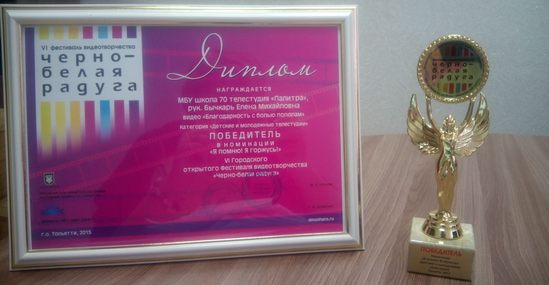 VI фестиваль видеотворчества
ЧЕРНО-
БЕЛАЯ
РАДУГА
Диплом
НАГРАЖДАЕТСЯ
МБУ школа 70 телестудия «Палитра»,
рук. Бычкарь Елена Михайловна
видео «Благодарность с болью пополам»
Категория «Детские и молодежные телестудии»
ПОБЕДИТЕЛЬ
В НОМИНАЦИИ
«Я помню! Я горжусь!»
VI Городского
открытого Фестиваля видеотворчества
«Черно-белая радуга»
г.о. Тольятти, 2015
ЧЕРНО-
БЕЛАЯ
РАДУГА
ПОБЕДИТЕЛЬ